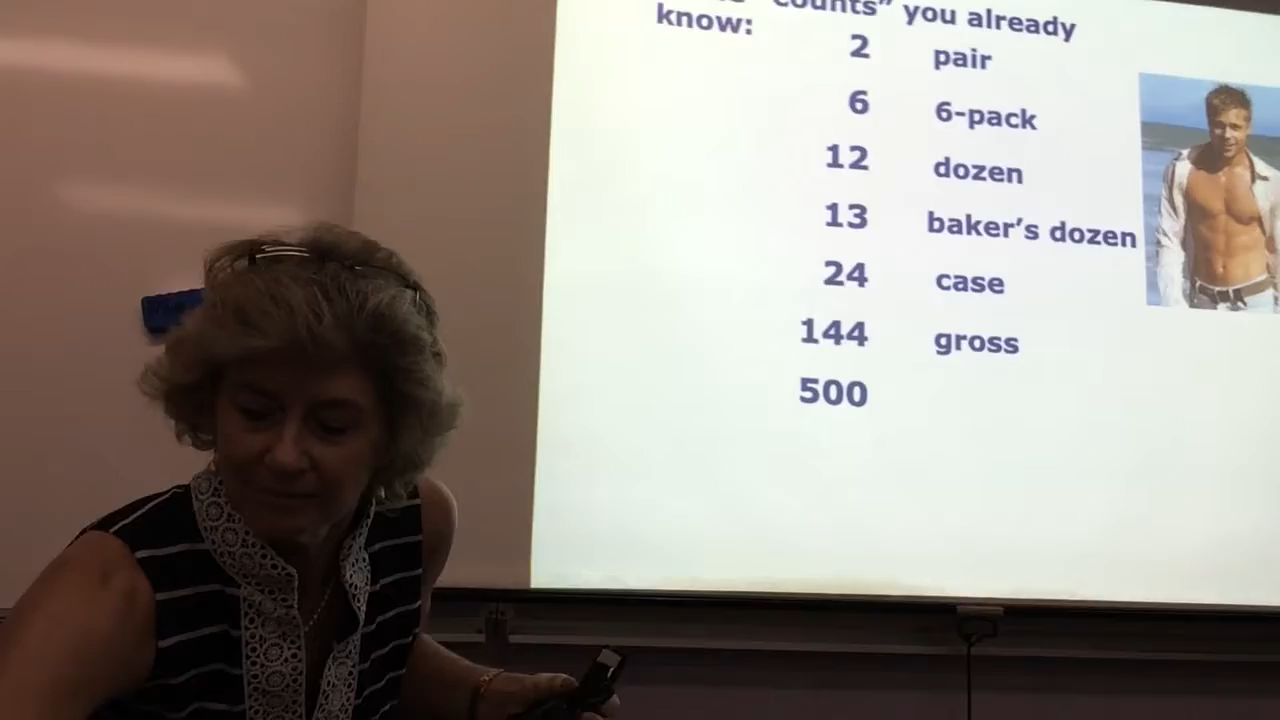 "counts" you already
know:
2 pair
6 6-pack
12 dozen
13 baker's dozen
24 case
144 gross
500